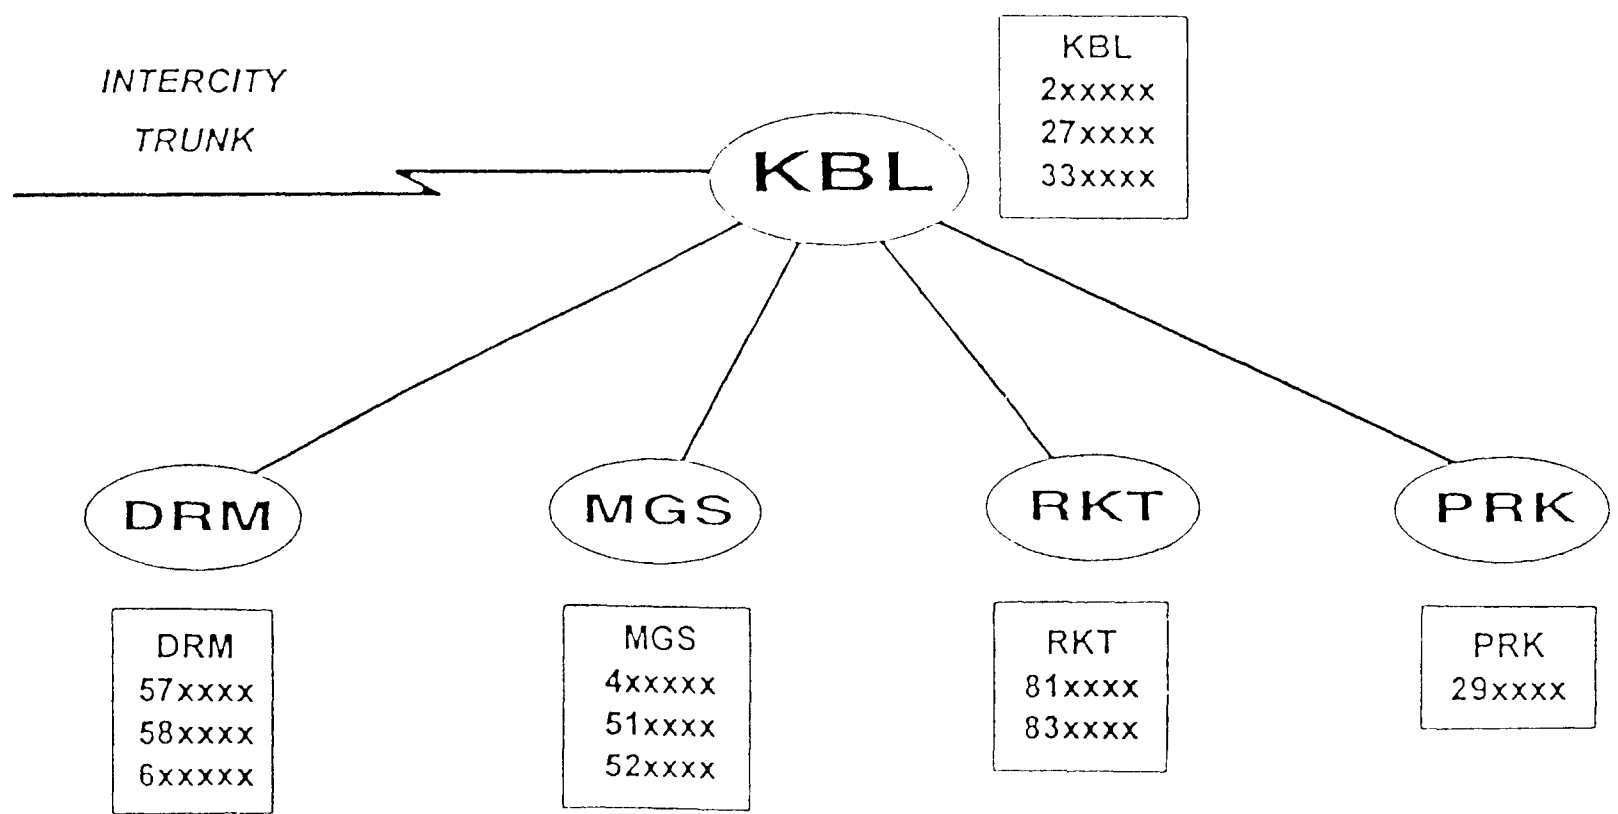 INTERCITY
TRUNK
KBL
KBL
2xxxxx
27xxxx
33xxxx
DRM
MGS
RKT
PRK
DRM
57xxxx
58xxxx
6xxxxx
MGS
4xxxxx
51xxxx
52xxxx
RKT
81xxxx
83xxxx
PRK
29xxxx